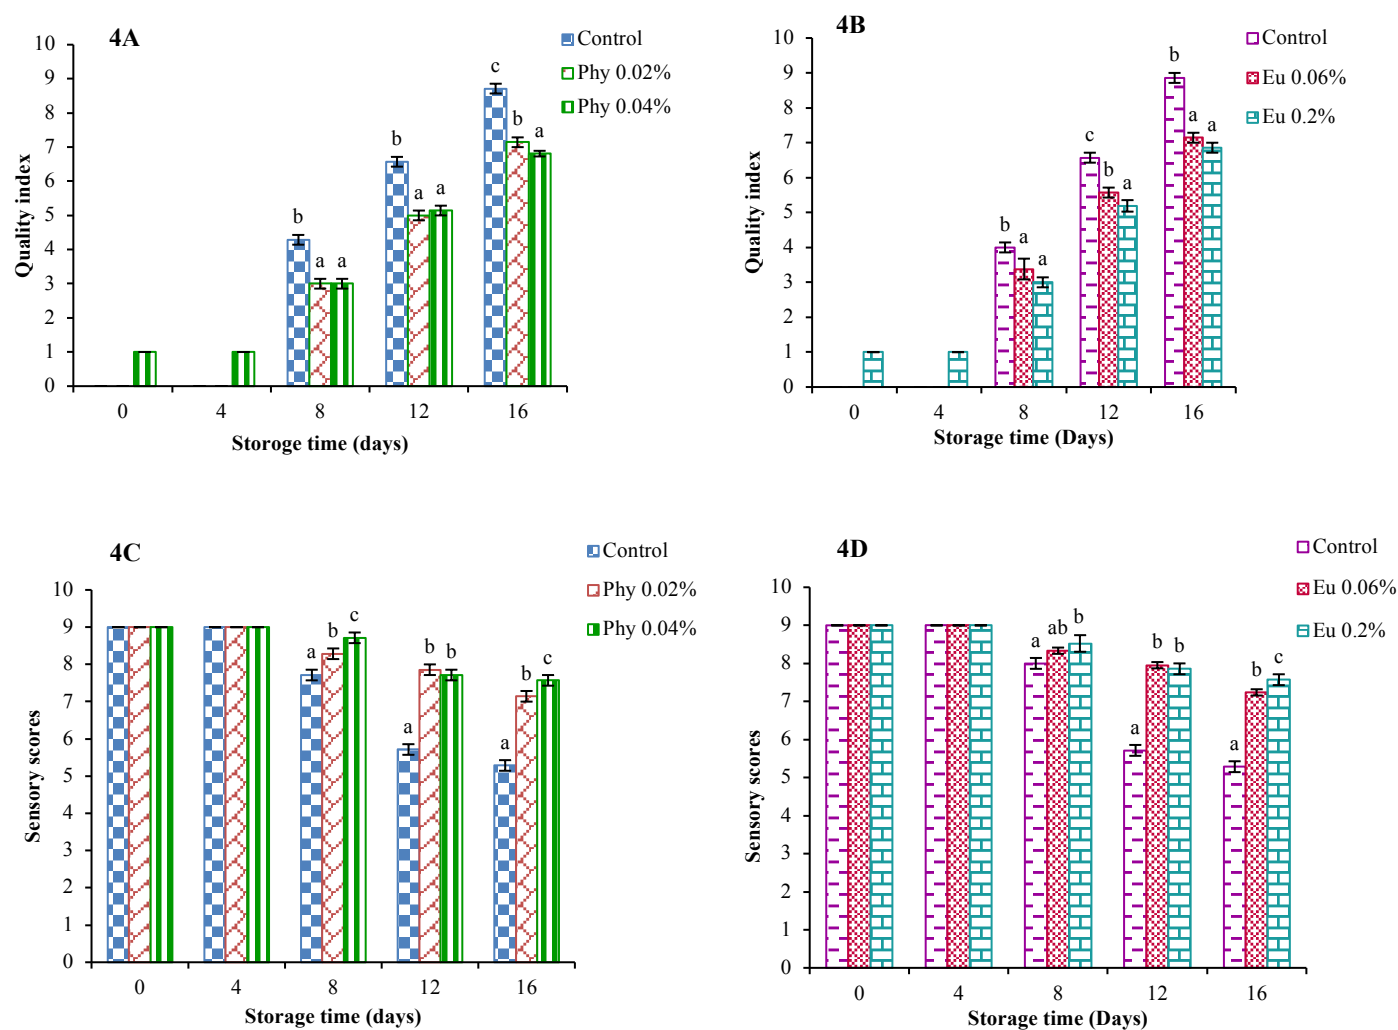 4A
Control
Phy 0.02%
Phy 0.04%
10
9
8
7
6
5
4
3
2
1
0
Quality index
b
a
a
b
a
a
c
b
a
0
4
8
12
16
Storoge time (days)
4B
Control
Eu 0.06%
Eu 0.2%
10
9
8
7
6
5
4
3
2
1
0
Quality index
b
a
a
c
b
a
b
a
a
0
4
8
12
16
Storage time (Days)
4C
Control
Phy 0.02%
Phy 0.04%
10
9
8
7
6
5
4
3
2
1
0
Sensory scores
a
b
c
a
b
b
a
b
c
0
4
8
12
16
Storage time (days)
4D
Control
Eu 0.06%
Eu 0.2%
10
9
8
7
6
5
4
3
2
1
0
Sensory scores
a
ab
b
a
b
b
a
b
c
0
4
8
12
16
Storage time (Days)